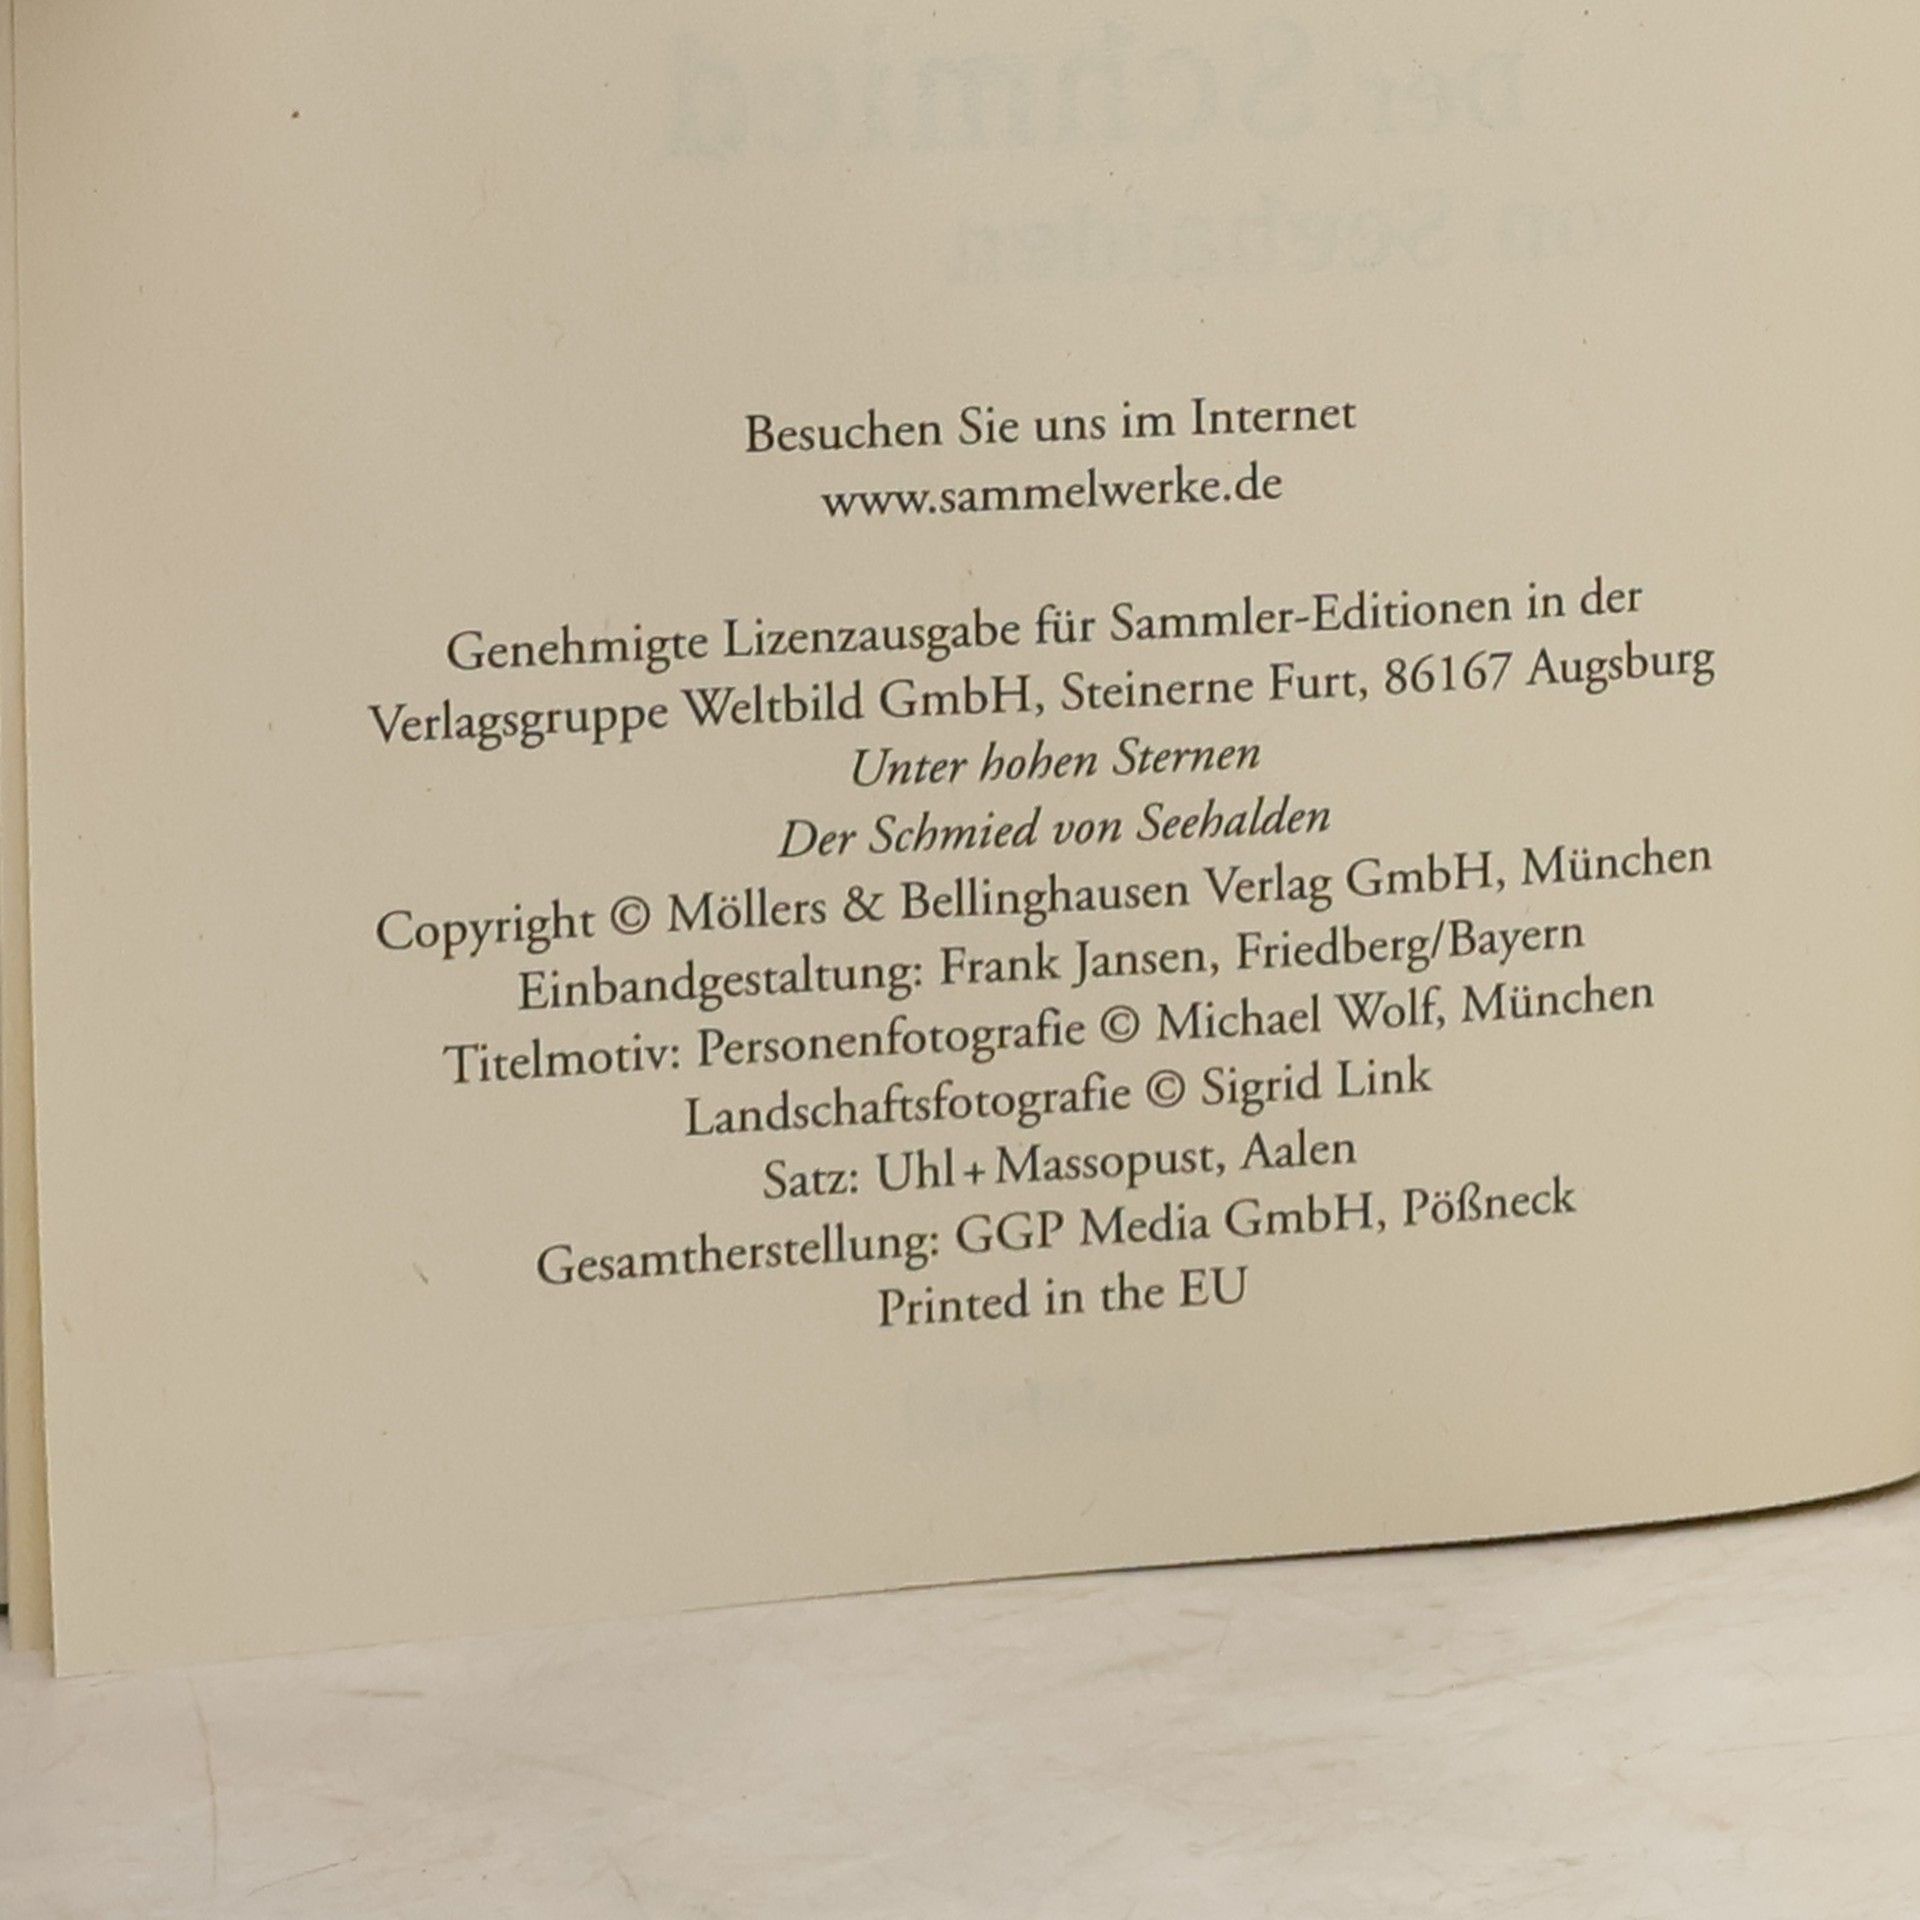 Besuchen Sie uns im Internet
www.sammelwerke.de
Genehmigte Lizenzausgabe für Sammler-Editionen in der
Verlagsgruppe Weltbild GmbH, Steinerne Furt, 86167 Augsburg
Unter hohen Sternen
Der Schmied von Seehalden
Copyright © Möllers & Bellinghausen Verlag GmbH, München
Einbandgestaltung: Frank Jansen, Friedberg/Bayern
Titelmotiv: Personenfotografie © Michael Wolf, München
Landschaftsfotografie © Sigrid Link
Satz: Uhl + Massopust, Aalen
Gesamtherstellung: GGP Media GmbH, Pößneck
Printed in the EU